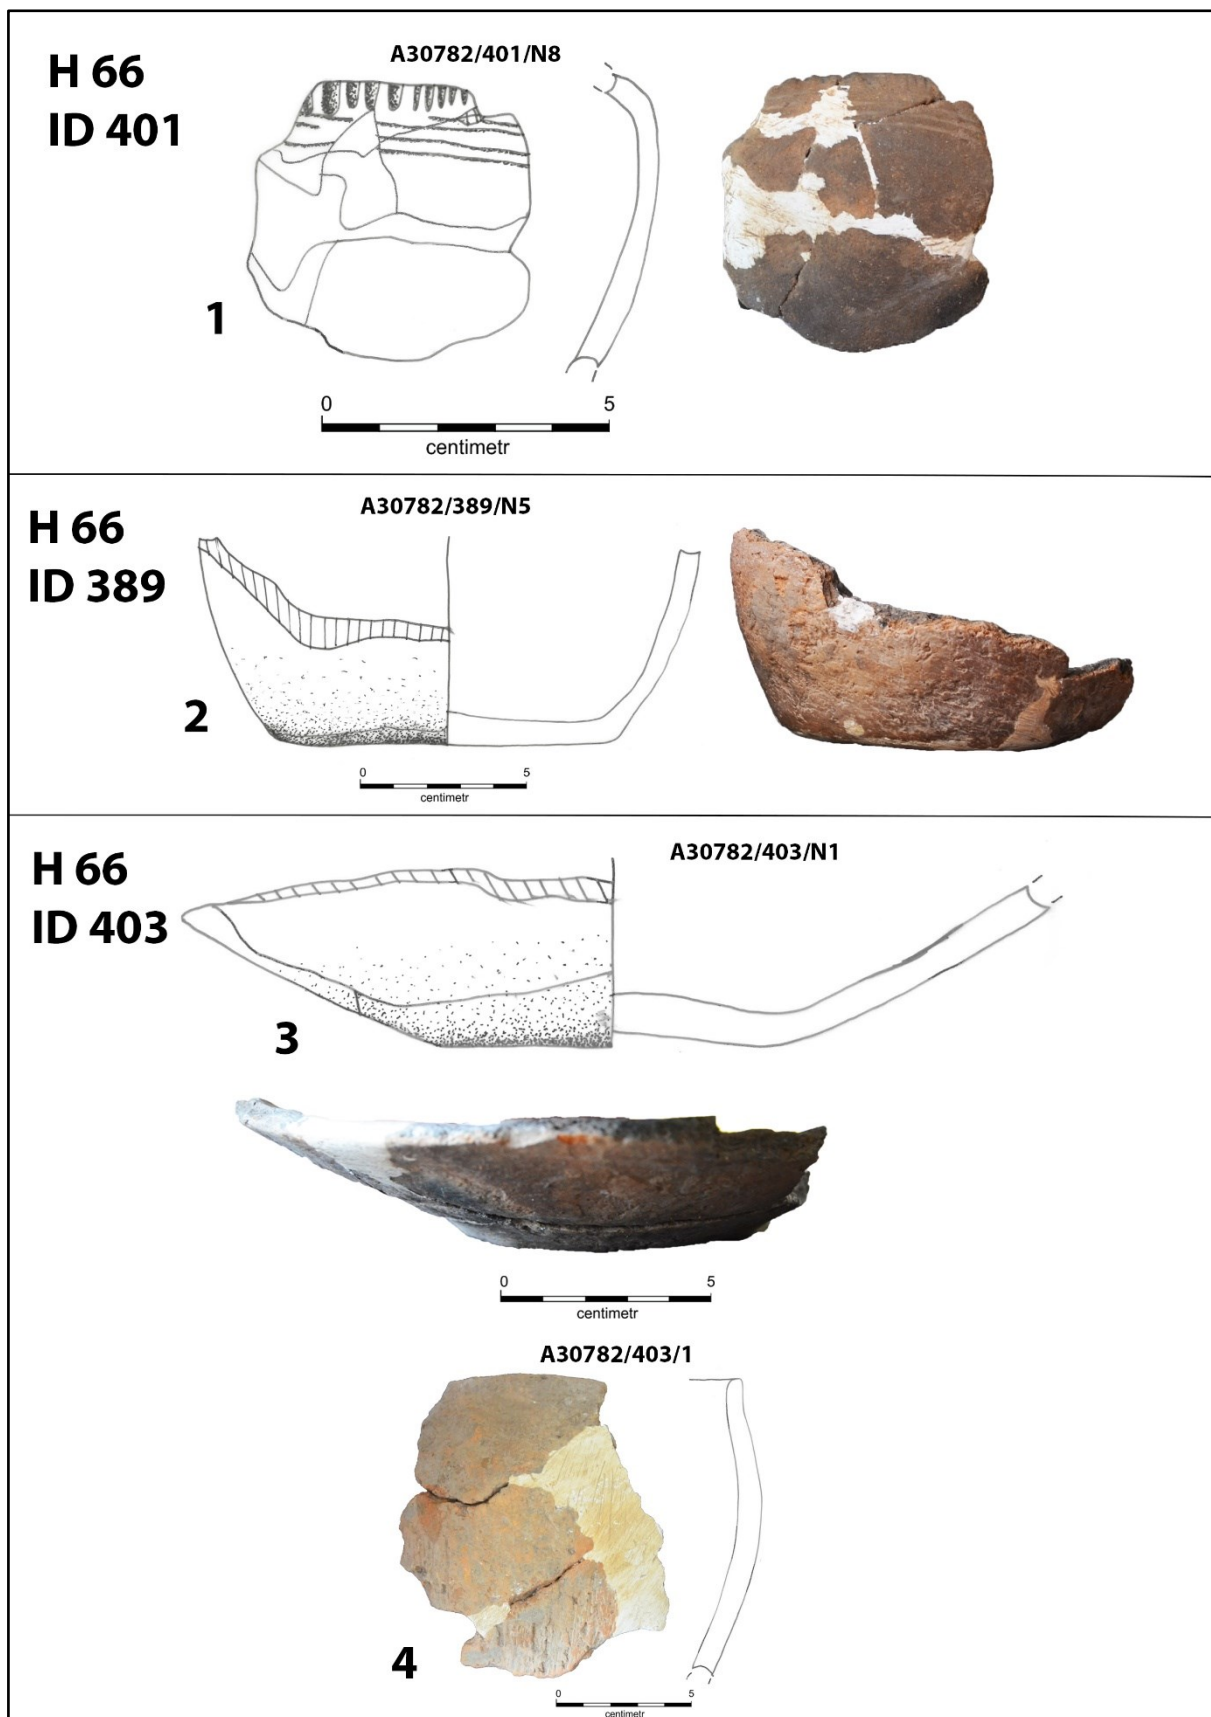 H 66
ID 401
A30782/401/N8
1
0 5
centimetr
H 66
ID 389
A30782/389/N5
2
0 5
centimetr
H 66
ID 403
A30782/403/N1
3
0 5
centimetr
A30782/403/1
4
0 5
centimetr